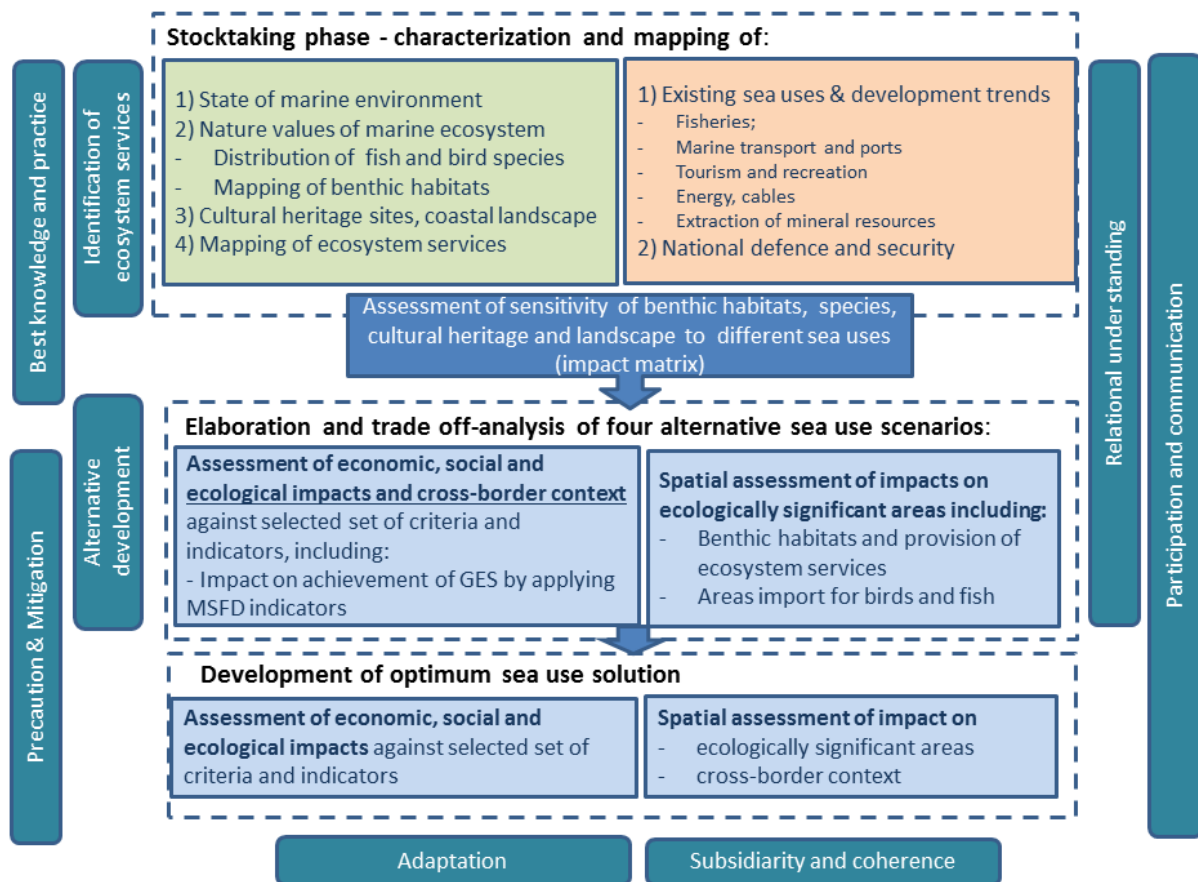 Stocktaking phase - characterization and mapping of:
Best knowledge and practice
Identification of
ecosystem services
1) State of marine environment
2) Nature values of marine ecosystem
- Distribution of fish and bird species
- Mapping of benthic habitats
3) Cultural heritage sites, coastal landscape
4) Mapping of ecosystem services
1) Existing sea uses & development trends
- Fisheries;
- Marine transport and ports
- Tourism and recreation
- Energy, cables
- Extraction of mineral resources
2) National defence and security
Relational understanding
Participation and communication
Assessment of sensitivity of benthic habitats, species,
cultural heritage and landscape to different sea uses
(impact matrix)
Precaution & Mitigation
Alternative
development
Elaboration and trade off-analysis of four alternative sea use scenarios:
Assessment of economic, social and
ecological impacts and cross-border context
against selected set of criteria and
indicators, including:
- Impact on achievement of GES by applying
MSFD indicators
Spatial assessment of impacts on
ecologically significant areas including:
- Benthic habitats and provision of
ecosystem services
- Areas import for birds and fish
Development of optimum sea use solution
Assessment of economic, social and
ecological impacts against selected set of
criteria and indicators
Spatial assessment of impact on
- ecologically significant areas
- cross-border context
Adaptation
Subsidiarity and coherence